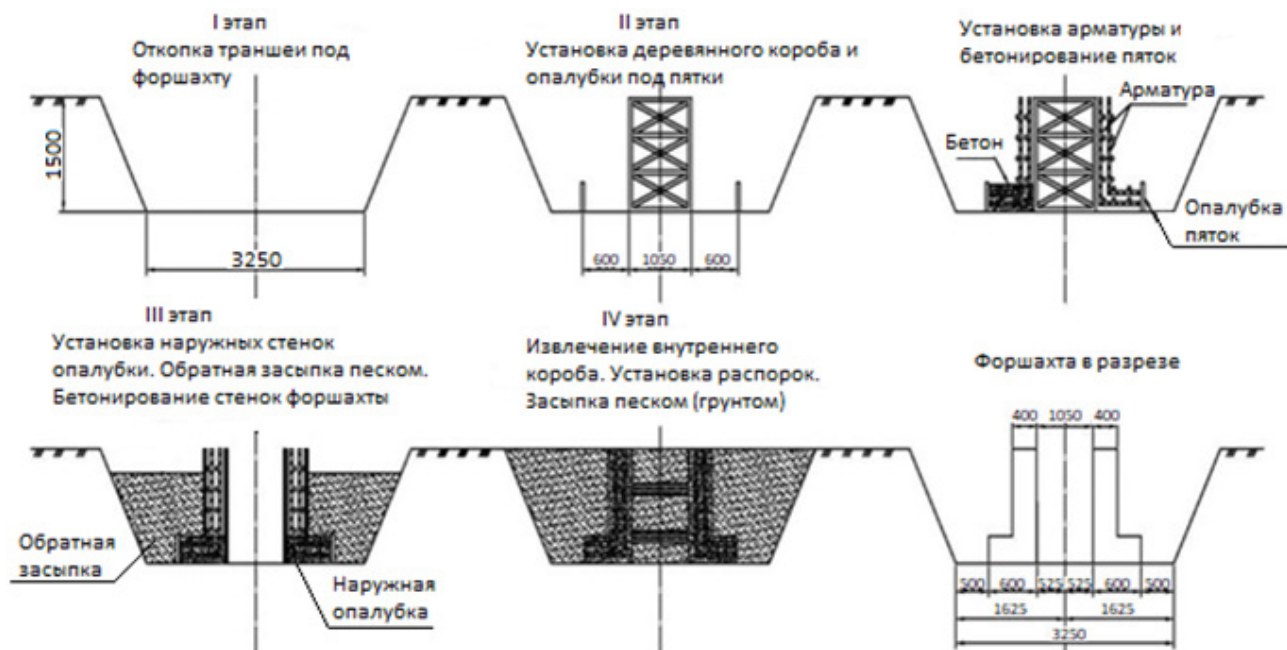 I этап
Откопка траншеи под
форшахту
1500
3250
II этап
Установка деревянного короба и
опалубки под пятки
600 1050 600
Установка арматуры и
бетонирование пяток
Арматура
Бетон
Опалубка
пяток
III этап
Установка наружных стенок
опалубки. Обратная засыпка песком.
Бетонирование стенок форшахты
Обратная
засыпка
Наружная
опалубка
IV этап
Извлечение внутреннего
короба. Установка распорок.
Засыпка песком (грунтом)
Форшахта в разрезе
400 1050 400
500 600 525 525 600 500
1625 1625
3250